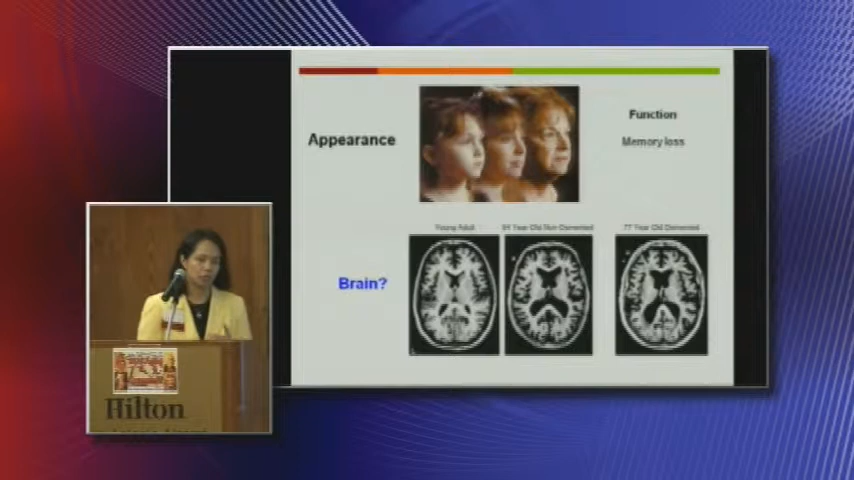 Function
Appearance
Memory loss
Young Adult
Year Old Non-Demented
77 Year Old Demented
Brain?
Hilton